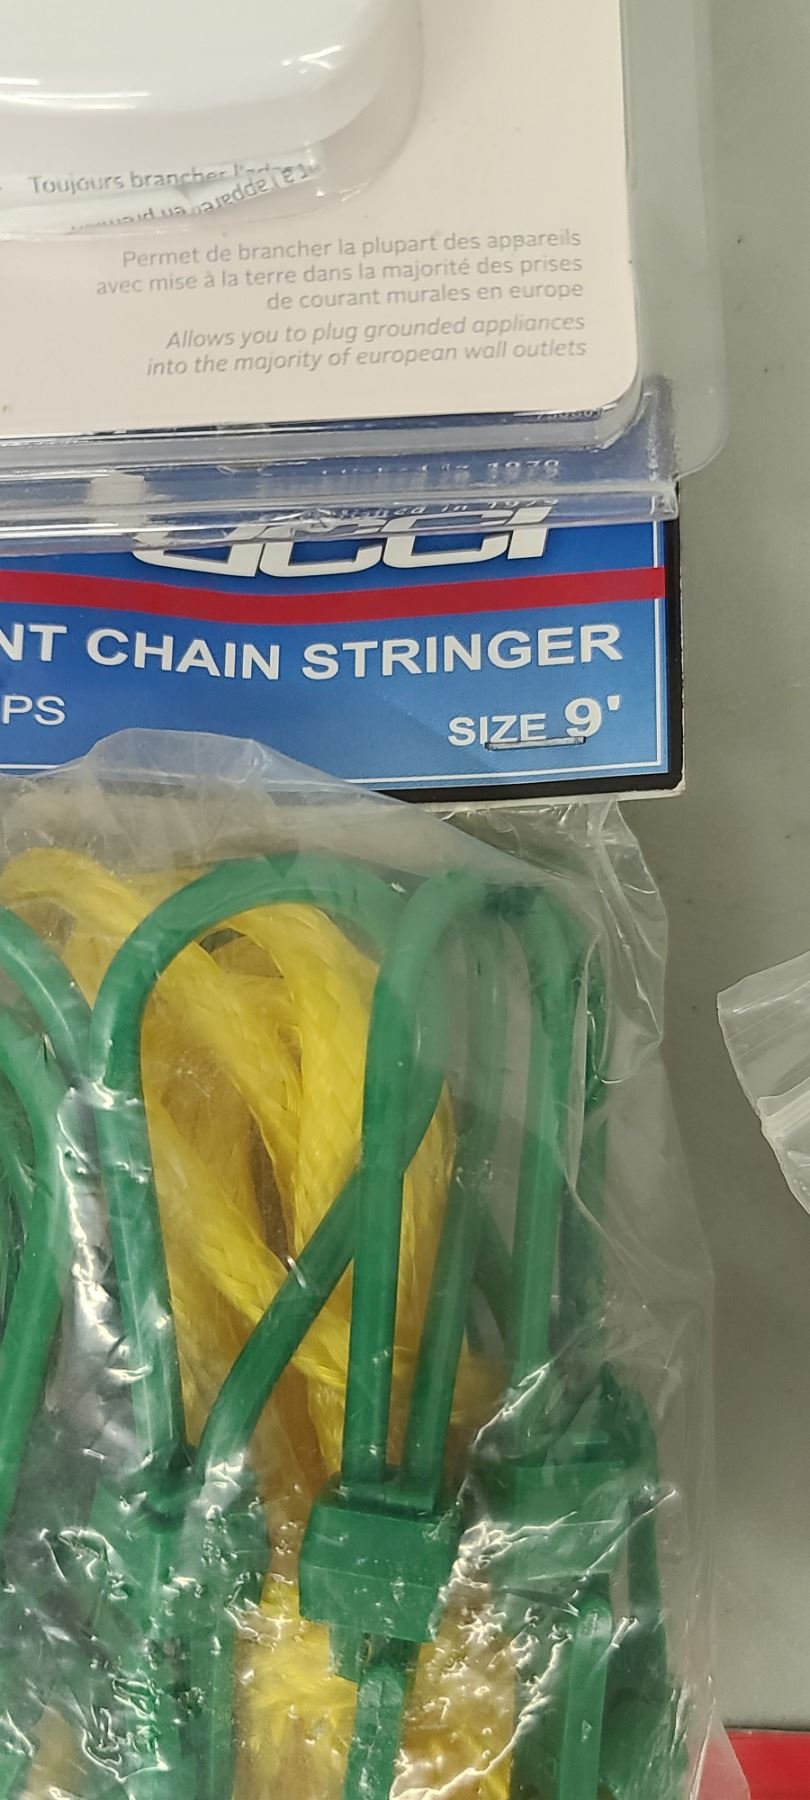 Toujours brancher
Permet de brancher la plupart des appareils
avec mise à la terre dans la majorité des prises
de courant murales en europe
Allows you to plug grounded appliances
into the majority of european wall outlets
NT CHAIN STRINGER
PS
SIZE 9'